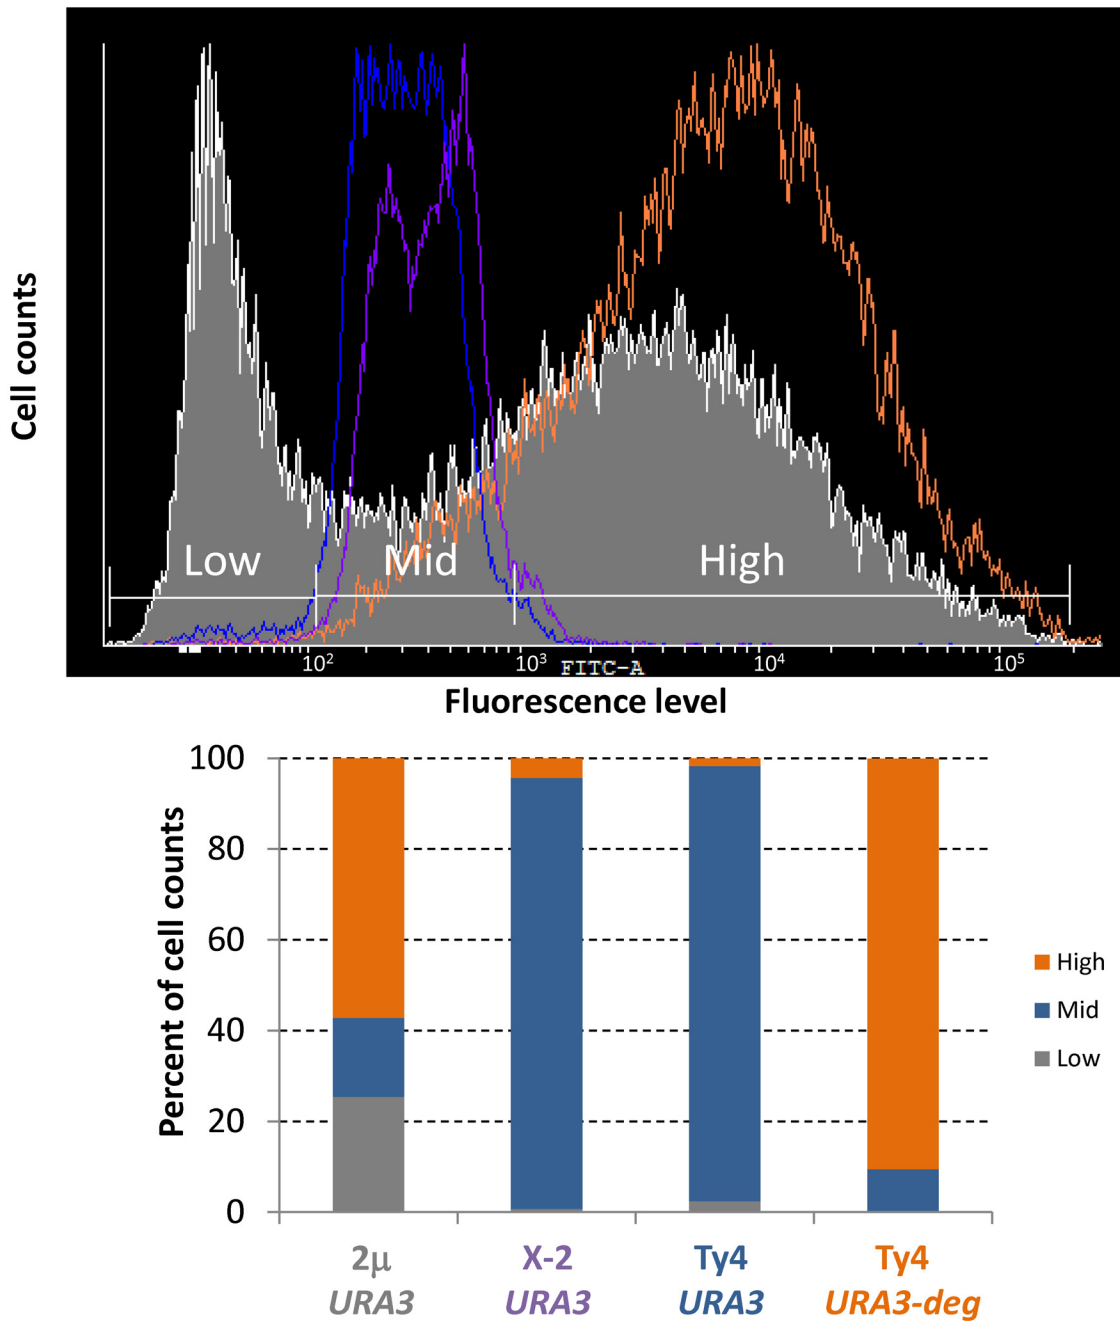 Cell counts
Low Mid High
10² 10³ 10⁴ 10⁵
FITC-A
Fluorescence level
Percent of cell counts
100
80
60
40
20
0
High
Mid
Low
2μ X-2 Ty4 Ty4
URA3 URA3 URA3 URA3-deg